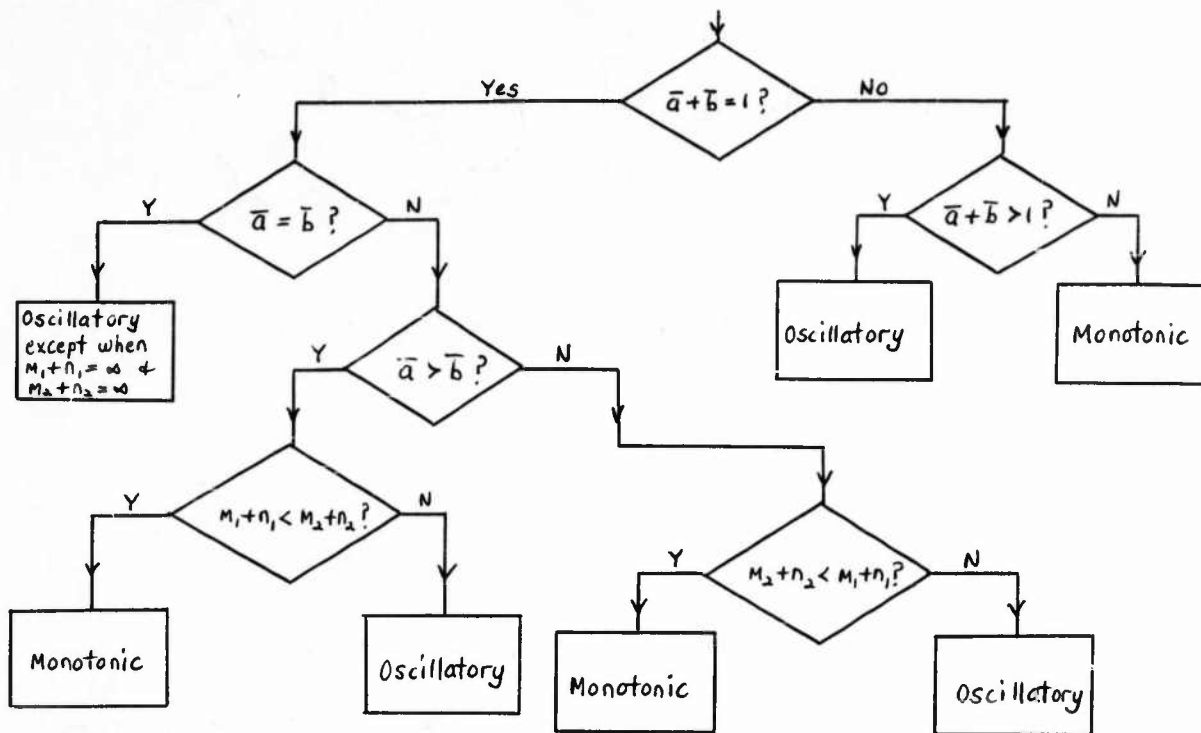 Yes
a̅ + b̅ = 1 ?
No
Y
a̅ = b̅ ?
N
Y
a̅ + b̅ > 1 ?
N
Oscillatory
except when
m₁+n₁ = ∞ &
m₂+n₂ = ∞
Oscillatory
Monotonic
Y
a̅ > b̅ ?
N
Y
m₁+n₁ < m₂+n₂ ?
N
Y
m₂+n₂ < m₁+n₁ ?
N
Monotonic
Oscillatory
Monotonic
Oscillatory